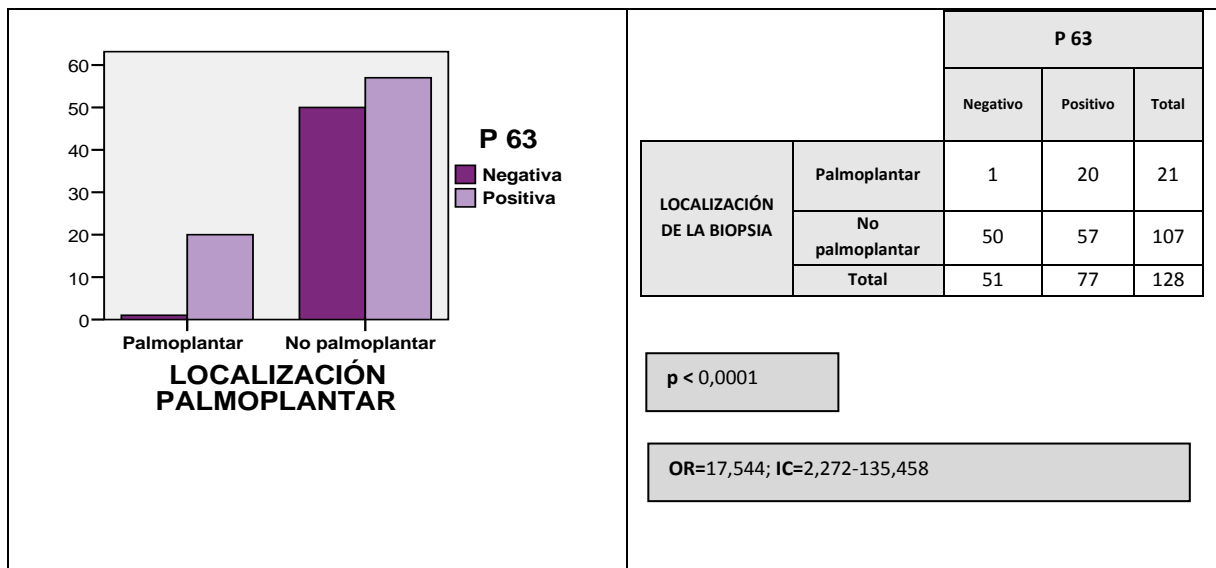 60
50
40
30
20
10
0
Palmoplantar No palmoplantar
LOCALIZACIÓN
PALMOPLANTAR
P 63
Negativa
Positiva
P 63
Negativo Positivo Total
LOCALIZACIÓN
DE LA BIOPSIA
Palmoplantar 1 20 21
No
palmoplantar 50 57 107
Total 51 77 128
p < 0,0001
OR=17,544; IC=2,272-135,458